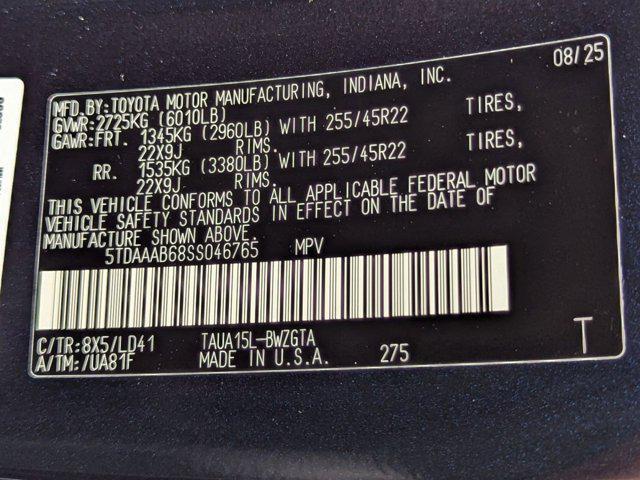 08/25
MFD.BY:TOYOTA MOTOR MANUFACTURING, INDIANA, INC.
GVWR:2725KG (6010LB)
GAWR:FRT. 1345KG (2960LB) WITH 255/45R22 TIRES,
22X9J RIMS.
RR. 1535KG (3380LB) WITH 255/45R22 TIRES,
22X9J. RIMS.
THIS VEHICLE CONFORMS TO ALL APPLICABLE FEDERAL MOTOR
VEHICLE SAFETY STANDARDS IN EFFECT ON THE DATE OF
MANUFACTURE SHOWN ABOVE.
5TDAAAB68SS046765 MPV
C/TR:8X5/LD41 TAUA15L-BWZGTA
A/TM:/UA81F MADE IN U.S.A. 275 T